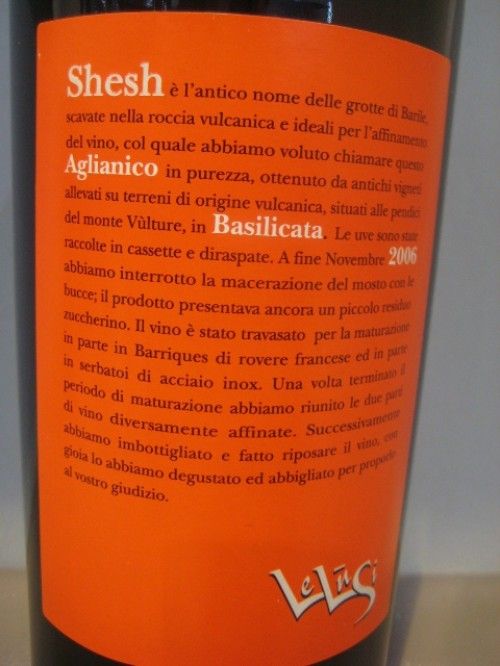 Shesh è l'antico nome delle grotte di Barile,
scavate nella roccia vulcanica e ideali per l'affinamento
del vino, col quale abbiamo voluto chiamare questo
Aglianico in purezza, ottenuto da antichi vigneti
allevati su terreni di origine vulcanica, situati alle pendici
del monte Vùlture, in Basilicata. Le uve sono state
raccolte in cassette e diraspate. A fine Novembre 2006
abbiamo interrotto la macerazione del mosto con le
bucce; il prodotto presentava ancora un piccolo residuo
zuccherino. Il vino è stato travasato per la maturazione
in parte in Barriques di rovere francese ed in parte
in serbatoi di acciaio inox. Una volta terminato il
periodo di maturazione abbiamo riunito le due parti
di vino diversamente affinate. Successivamente
abbiamo imbottigliato e fatto riposare il vino, con
gioia lo abbiamo degustato ed abbigliato per proporlo
al vostro giudizio.
LeLūSi